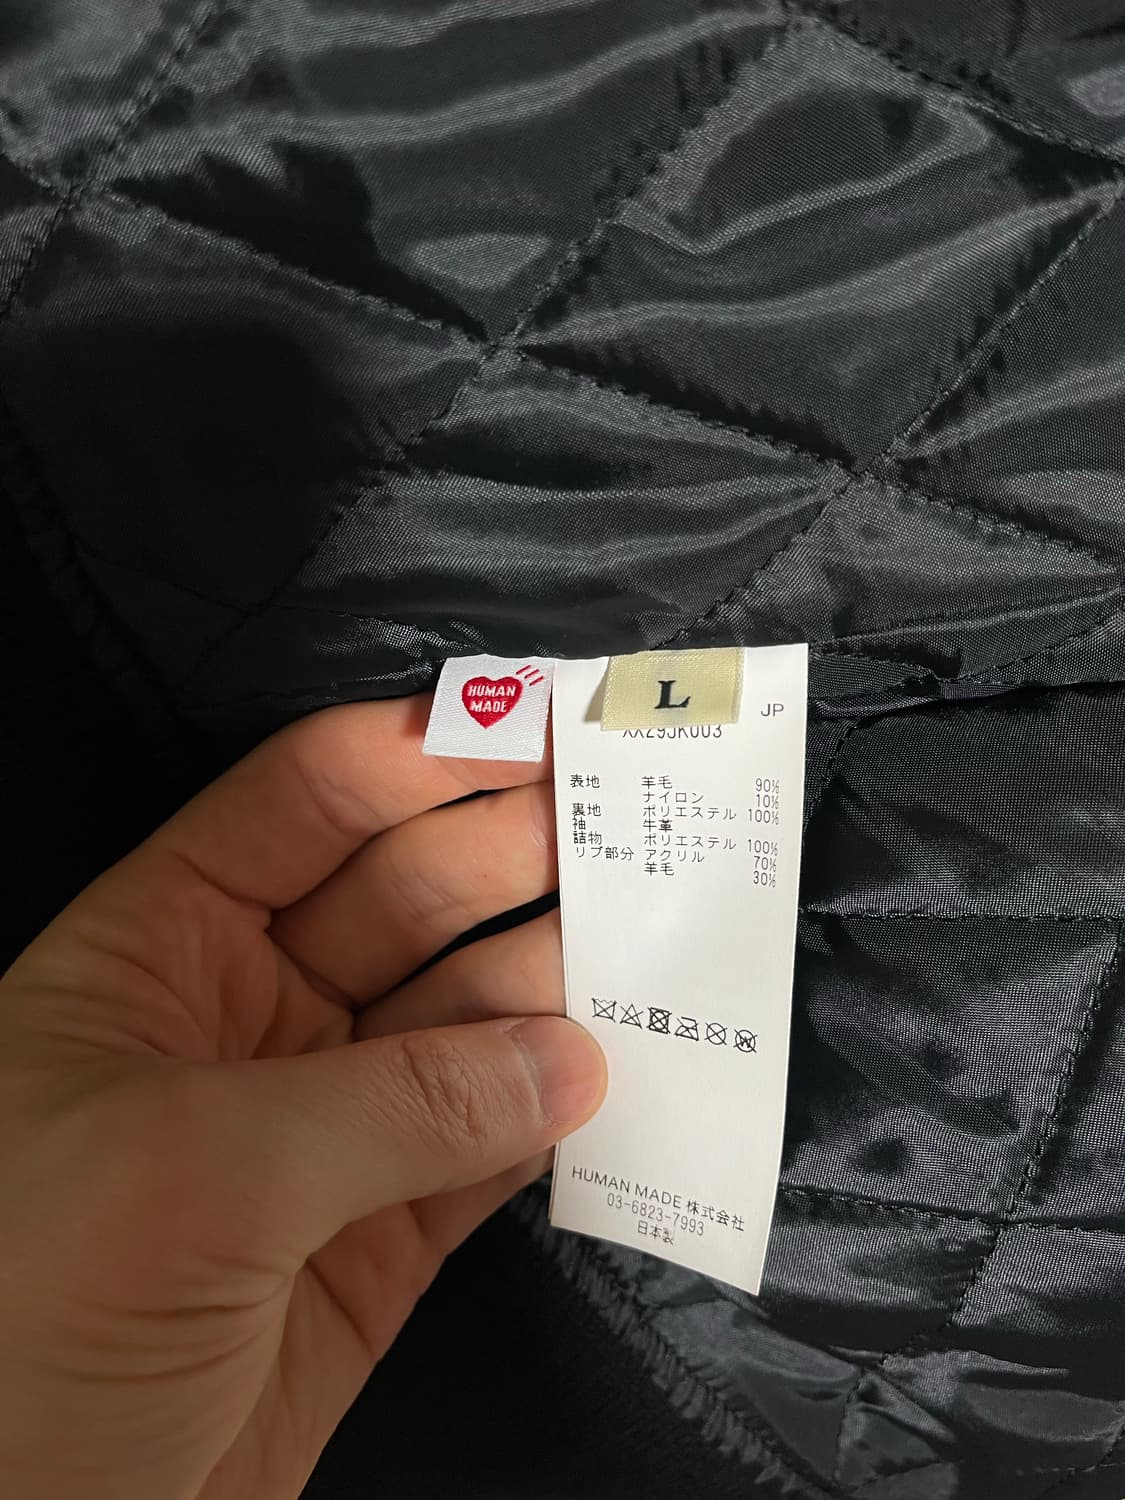 HUMAN
MADE
L
JP
XX29JK003
表地 羊毛 90%
ナイロン 10%
裏地 ポリエステル 100%
袖 牛革
詰物 ポリエステル 100%
リブ部分 アクリル 70%
羊毛 30%
W
HUMAN MADE 株式会社
03-6823-7993
日本製